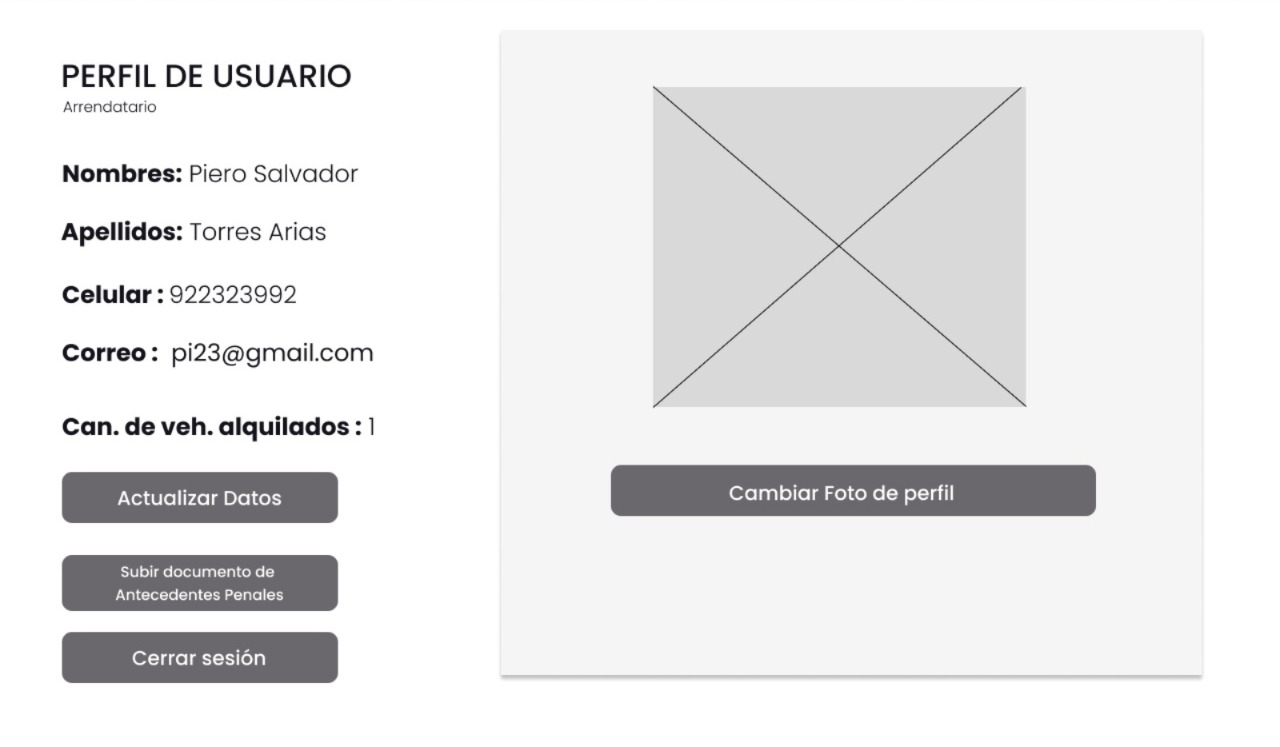 PERFIL DE USUARIO
Arrendatario
Nombres: Piero Salvador
Apellidos: Torres Arias
Celular : 922323992
Correo :  pi23@gmail.com
Can. de veh. alquilados : 1
Actualizar Datos
Subir documento de
Antecedentes Penales
Cerrar sesión
Cambiar Foto de perfil